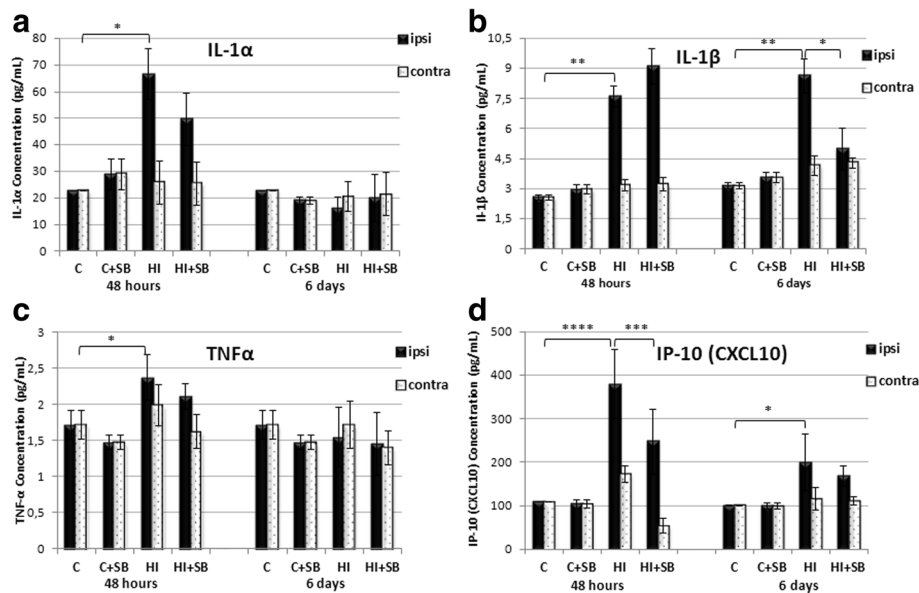 a
*
IL-1α
ipsi
contra
IL-1α Concentration (pg/mL)
80
70
60
50
40
30
20
10
0
C C+SB HI HI+SB C C+SB HI HI+SB
48 hours 6 days
b
** ** *
IL-1β
ipsi
contra
Il-1β Concentration (pg/mL)
10,5
9
7,5
6
4,5
3
1,5
0
C C+SB HI HI+SB C C+SB HI HI+SB
48 hours 6 days
c
*
TNFα
ipsi
contra
TNF-α Concentration (pg/mL)
3
2,5
2
1,5
1
0,5
0
C C+SB HI HI+SB C C+SB HI HI+SB
48 hours 6 days
d
**** *** *
IP-10 (CXCL10)
ipsi
contra
IP-10 (CXCL10) Concentration (pg/mL)
500
400
300
200
100
0
C C+SB HI HI+SB C C+SB HI HI+SB
48 hours 6 days